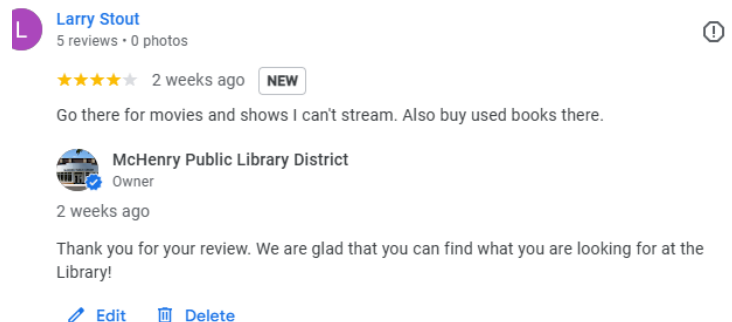 L
Larry Stout
5 reviews • 0 photos
2 weeks ago NEW
Go there for movies and shows I can't stream. Also buy used books there.
McHenry Public Library District
Owner
2 weeks ago
Thank you for your review. We are glad that you can find what you are looking for at the
Library!
Edit Delete